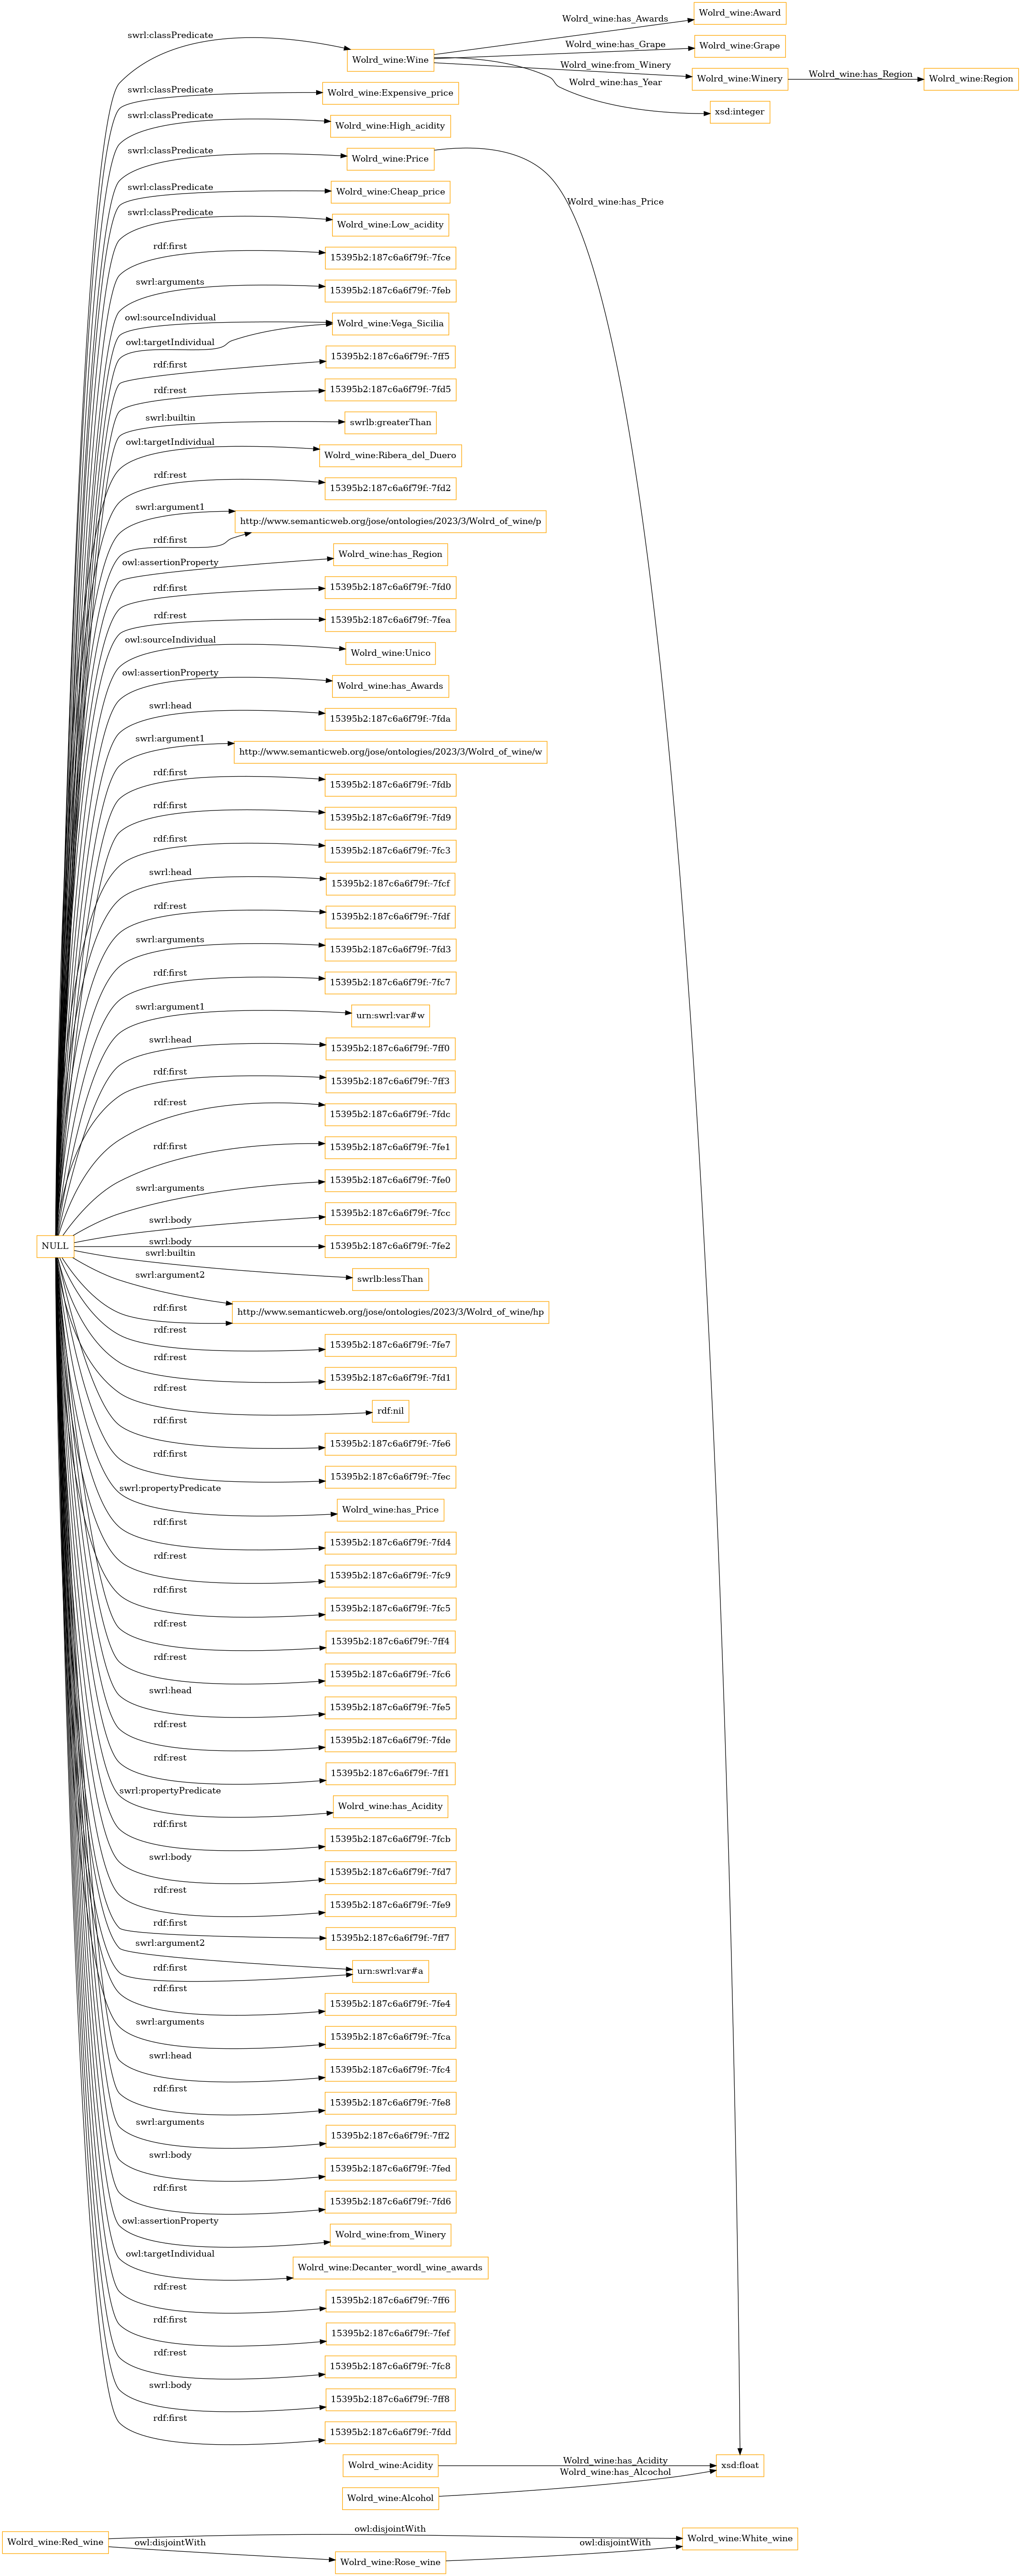 Wolrd_wine:Award
Wolrd_wine:has_Awards
swrl:classPredicate
Wolrd_wine:Grape
Wolrd_wine:has_Grape
Wolrd_wine:Wine
Wolrd_wine:from_Winery
Wolrd_wine:Winery
Wolrd_wine:has_Region
Wolrd_wine:Region
Wolrd_wine:has_Year
swrl:classPredicate
Wolrd_wine:Expensive_price
xsd:integer
swrl:classPredicate
Wolrd_wine:High_acidity
swrl:classPredicate
Wolrd_wine:Price
swrl:classPredicate
Wolrd_wine:Cheap_price
Wolrd_wine:has_Price
swrl:classPredicate
Wolrd_wine:Low_acidity
rdf:first
15395b2:187c6a6f79f:-7fce
swrl:arguments
15395b2:187c6a6f79f:-7feb
owl:sourceIndividual
Wolrd_wine:Vega_Sicilia
owl:targetIndividual
15395b2:187c6a6f79f:-7ff5
rdf:first
rdf:rest
15395b2:187c6a6f79f:-7fd5
swrl:builtin
swrlb:greaterThan
owl:targetIndividual
Wolrd_wine:Ribera_del_Duero
rdf:rest
15395b2:187c6a6f79f:-7fd2
swrl:argument1
http://www.semanticweb.org/jose/ontologies/2023/3/Wolrd_of_wine/p
rdf:first
Wolrd_wine:has_Region
owl:assertionProperty
rdf:first
15395b2:187c6a6f79f:-7fd0
rdf:rest
15395b2:187c6a6f79f:-7fea
owl:sourceIndividual
Wolrd_wine:Unico
owl:assertionProperty
Wolrd_wine:has_Awards
swrl:head
15395b2:187c6a6f79f:-7fda
swrl:argument1
http://www.semanticweb.org/jose/ontologies/2023/3/Wolrd_of_wine/w
rdf:first
15395b2:187c6a6f79f:-7fdb
rdf:first
15395b2:187c6a6f79f:-7fd9
rdf:first
15395b2:187c6a6f79f:-7fc3
swrl:head
15395b2:187c6a6f79f:-7fcf
rdf:rest
15395b2:187c6a6f79f:-7fdf
swrl:arguments
15395b2:187c6a6f79f:-7fd3
rdf:first
15395b2:187c6a6f79f:-7fc7
swrl:argument1
urn:swrl:var#w
swrl:head
15395b2:187c6a6f79f:-7ff0
rdf:first
15395b2:187c6a6f79f:-7ff3
rdf:rest
15395b2:187c6a6f79f:-7fdc
rdf:first
15395b2:187c6a6f79f:-7fe1
swrl:arguments
15395b2:187c6a6f79f:-7fe0
swrl:body
15395b2:187c6a6f79f:-7fcc
NULL
swrl:body
15395b2:187c6a6f79f:-7fe2
swrl:builtin
swrlb:lessThan
swrl:argument2
http://www.semanticweb.org/jose/ontologies/2023/3/Wolrd_of_wine/hp
rdf:first
rdf:rest
15395b2:187c6a6f79f:-7fe7
rdf:rest
15395b2:187c6a6f79f:-7fd1
rdf:rest
rdf:nil
rdf:first
15395b2:187c6a6f79f:-7fe6
rdf:first
15395b2:187c6a6f79f:-7fec
swrl:propertyPredicate
Wolrd_wine:has_Price
rdf:first
15395b2:187c6a6f79f:-7fd4
rdf:rest
15395b2:187c6a6f79f:-7fc9
rdf:first
15395b2:187c6a6f79f:-7fc5
rdf:rest
15395b2:187c6a6f79f:-7ff4
rdf:rest
15395b2:187c6a6f79f:-7fc6
swrl:head
15395b2:187c6a6f79f:-7fe5
rdf:rest
15395b2:187c6a6f79f:-7fde
rdf:rest
15395b2:187c6a6f79f:-7ff1
swrl:propertyPredicate
Wolrd_wine:has_Acidity
rdf:first
15395b2:187c6a6f79f:-7fcb
swrl:body
15395b2:187c6a6f79f:-7fd7
rdf:rest
15395b2:187c6a6f79f:-7fe9
rdf:first
15395b2:187c6a6f79f:-7ff7
swrl:argument2
urn:swrl:var#a
rdf:first
rdf:first
15395b2:187c6a6f79f:-7fe4
swrl:arguments
15395b2:187c6a6f79f:-7fca
swrl:head
15395b2:187c6a6f79f:-7fc4
rdf:first
15395b2:187c6a6f79f:-7fe8
swrl:arguments
15395b2:187c6a6f79f:-7ff2
swrl:body
15395b2:187c6a6f79f:-7fed
rdf:first
15395b2:187c6a6f79f:-7fd6
owl:assertionProperty
Wolrd_wine:from_Winery
owl:targetIndividual
Wolrd_wine:Decanter_wordl_wine_awards
rdf:rest
15395b2:187c6a6f79f:-7ff6
rdf:first
15395b2:187c6a6f79f:-7fef
rdf:rest
15395b2:187c6a6f79f:-7fc8
swrl:body
15395b2:187c6a6f79f:-7ff8
rdf:first
15395b2:187c6a6f79f:-7fdd
Wolrd_wine:Acidity
Wolrd_wine:has_Acidity
xsd:float
Wolrd_wine:has_Alcochol
Wolrd_wine:Alcohol
owl:disjointWith
Wolrd_wine:Red_wine
owl:disjointWith
owl:disjointWith
Wolrd_wine:White_wine
Wolrd_wine:Rose_wine